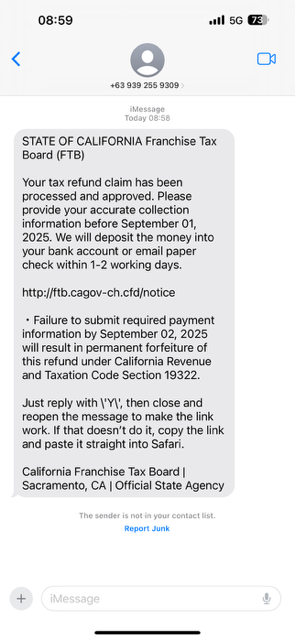 08:59
5G 73
+63 939 255 9309
iMessage
Today 08:58
STATE OF CALIFORNIA Franchise Tax
Board (FTB)
Your tax refund claim has been
processed and approved. Please
provide your accurate collection
information before September 01,
2025. We will deposit the money into
your bank account or email paper
check within 1-2 working days.
http://ftb.cagov-ch.cfd/notice
・Failure to submit required payment
information by September 02, 2025
will result in permanent forfeiture of
this refund under California Revenue
and Taxation Code Section 19322.
Just reply with \'Y\', then close and
reopen the message to make the link
work. If that doesn't do it, copy the link
and paste it straight into Safari.
California Franchise Tax Board |
Sacramento, CA | Official State Agency
The sender is not in your contact list.
Report Junk
iMessage